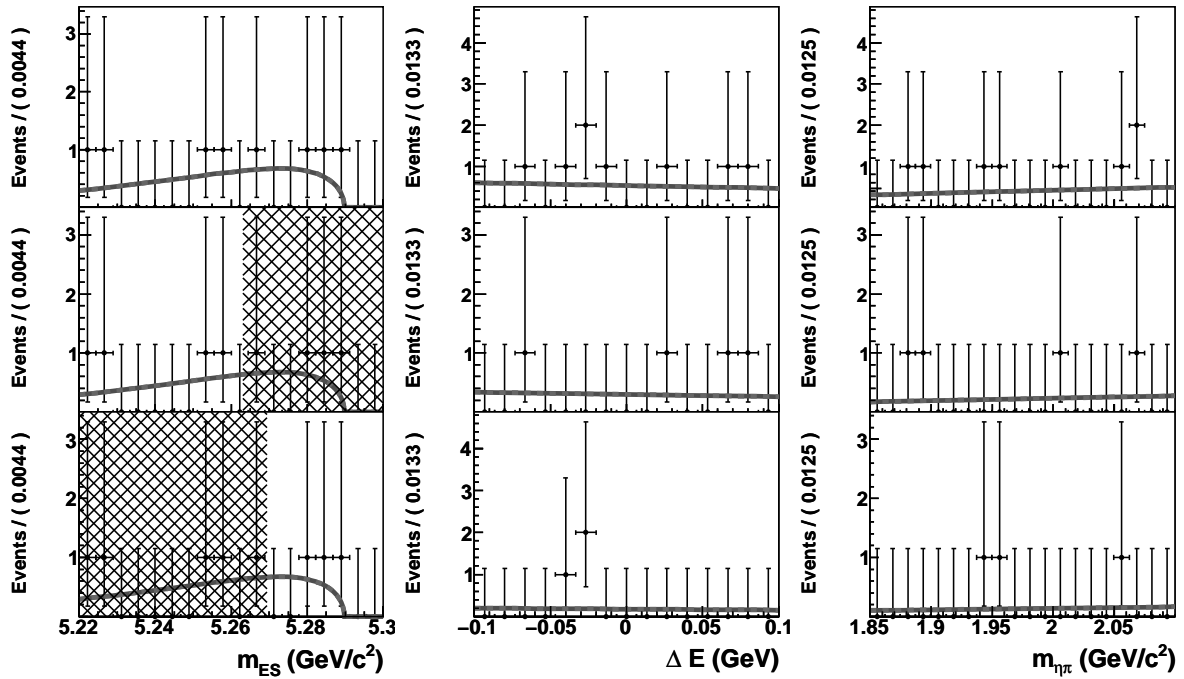 Events / ( 0.0044 )
3
2
1
Events / ( 0.0133 )
4
3
2
1
Events / ( 0.0125 )
4
3
2
1
Events / ( 0.0044 )
3
2
1
Events / ( 0.0133 )
3
2
1
Events / ( 0.0125 )
3
2
1
Events / ( 0.0044 )
3
2
1
Events / ( 0.0133 )
4
3
2
1
Events / ( 0.0125 )
3
2
1
5.22 5.24 5.26 5.28 5.3
m_ES (GeV/c²)
−0.1 −0.05 0 0.05 0.1
Δ E (GeV)
1.85 1.9 1.95 2 2.05
m_ηπ (GeV/c²)